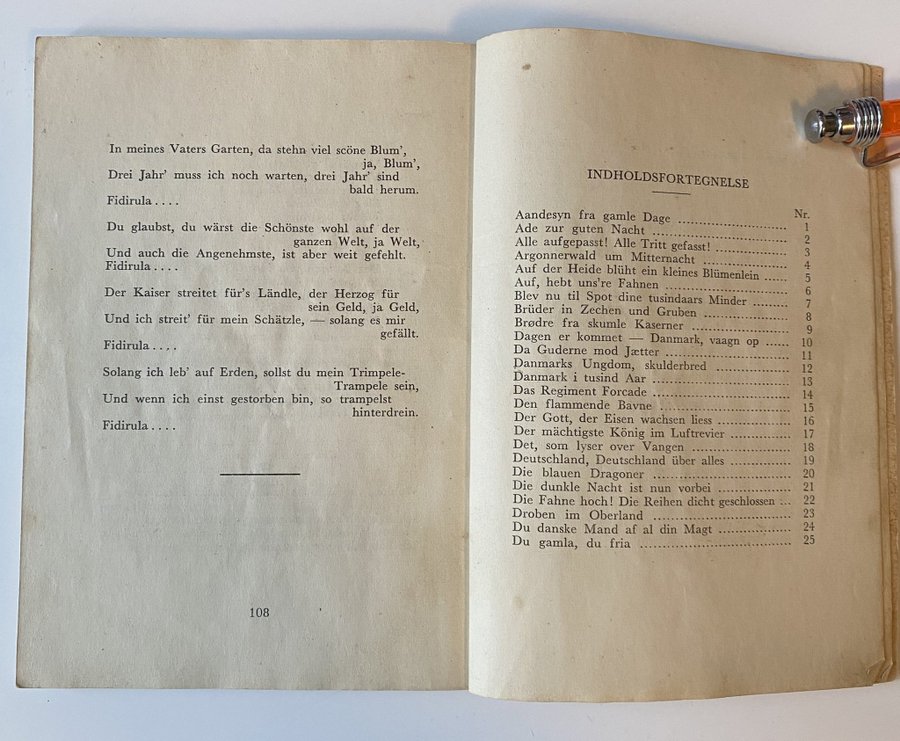 In meines Vaters Garten, da stehn viel scöne Blum',
ja, Blum',
Drei Jahr' muss ich noch warten, drei Jahr' sind
bald herum.
Fidirula . . . .
Du glaubst, du wärst die Schönste wohl auf der
ganzen Welt, ja Welt,
Und auch die Angenehmste, ist aber weit gefehlt.
Fidirula . . . .
Der Kaiser streitet für's Ländle, der Herzog für
sein Geld, ja Geld,
Und ich streit' für mein Schätzle, — solang es mir
gefällt.
Fidirula . . . .
Solang ich leb' auf Erden, sollst du mein Trimpele-
Trampele sein,
Und wenn ich einst gestorben bin, so trampelst
hinterdrein.
Fidirula . . . .
108
INDHOLDSFORTEGNELSE
Nr.
Aandesyn fra gamle Dage 1
Ade zur guten Nacht 2
Alle aufgepasst! Alle Tritt gefasst! 3
Argonnerwald um Mitternacht 4
Auf der Heide blüht ein kleines Blümenlein 5
Auf, hebt uns're Fahnen 6
Blev nu til Spot dine tusindaars Minder 7
Brüder in Zechen und Gruben 8
Brødre fra skumle Kaserner 9
Dagen er kommet — Danmark, vaagn op 10
Da Guderne mod Jætter 11
Danmarks Ungdom, skulderbred 12
Danmark i tusind Aar 13
Das Regiment Forcade 14
Den flammende Bavne 15
Der Gott, der Eisen wachsen liess 16
Der mächtigste König im Luftrevier 17
Det, som lyser over Vangen 18
Deutschland, Deutschland über alles 19
Die blauen Dragoner 20
Die dunkle Nacht ist nun vorbei 21
Die Fahne hoch! Die Reihen dicht geschlossen 22
Droben im Oberland 23
Du danske Mand af al din Magt 24
Du gamla, du fria 25